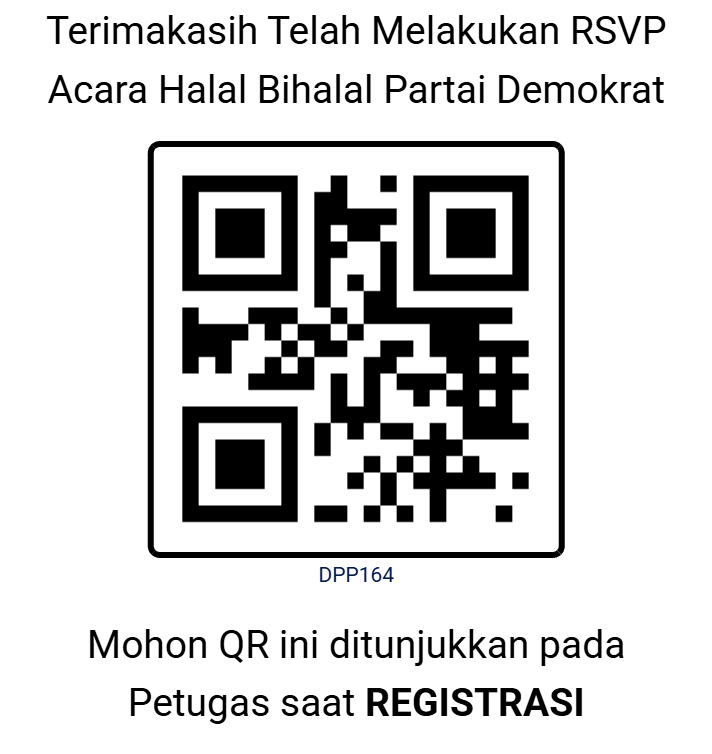 Terimakasih Telah Melakukan RSVP
Acara Halal Bihalal Partai Demokrat
DPP164
Mohon QR ini ditunjukkan pada
Petugas saat REGISTRASI